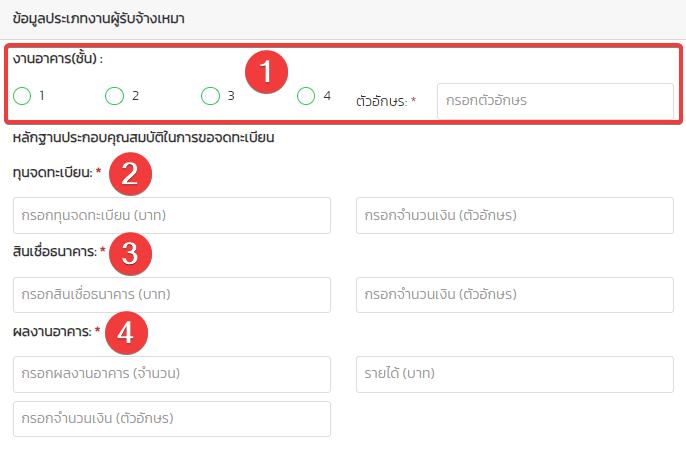 ข้อมูลประเภทงานผู้รับจ้างเหมา
งานอาคาร(ชั้น) :
1
1 2 3 4 ตัวอักษร: * กรอกตัวอักษร
หลักฐานประกอบคุณสมบัติในการขอจดทะเบียน
ทุนจดทะเบียน: * 2
กรอกทุนจดทะเบียน (บาท) กรอกจำนวนเงิน (ตัวอักษร)
สินเชื่อธนาคาร: * 3
กรอกสินเชื่อธนาคาร (บาท) กรอกจำนวนเงิน (ตัวอักษร)
ผลงานอาคาร: * 4
กรอกผลงานอาคาร (จำนวน) รายได้ (บาท)
กรอกจำนวนเงิน (ตัวอักษร)